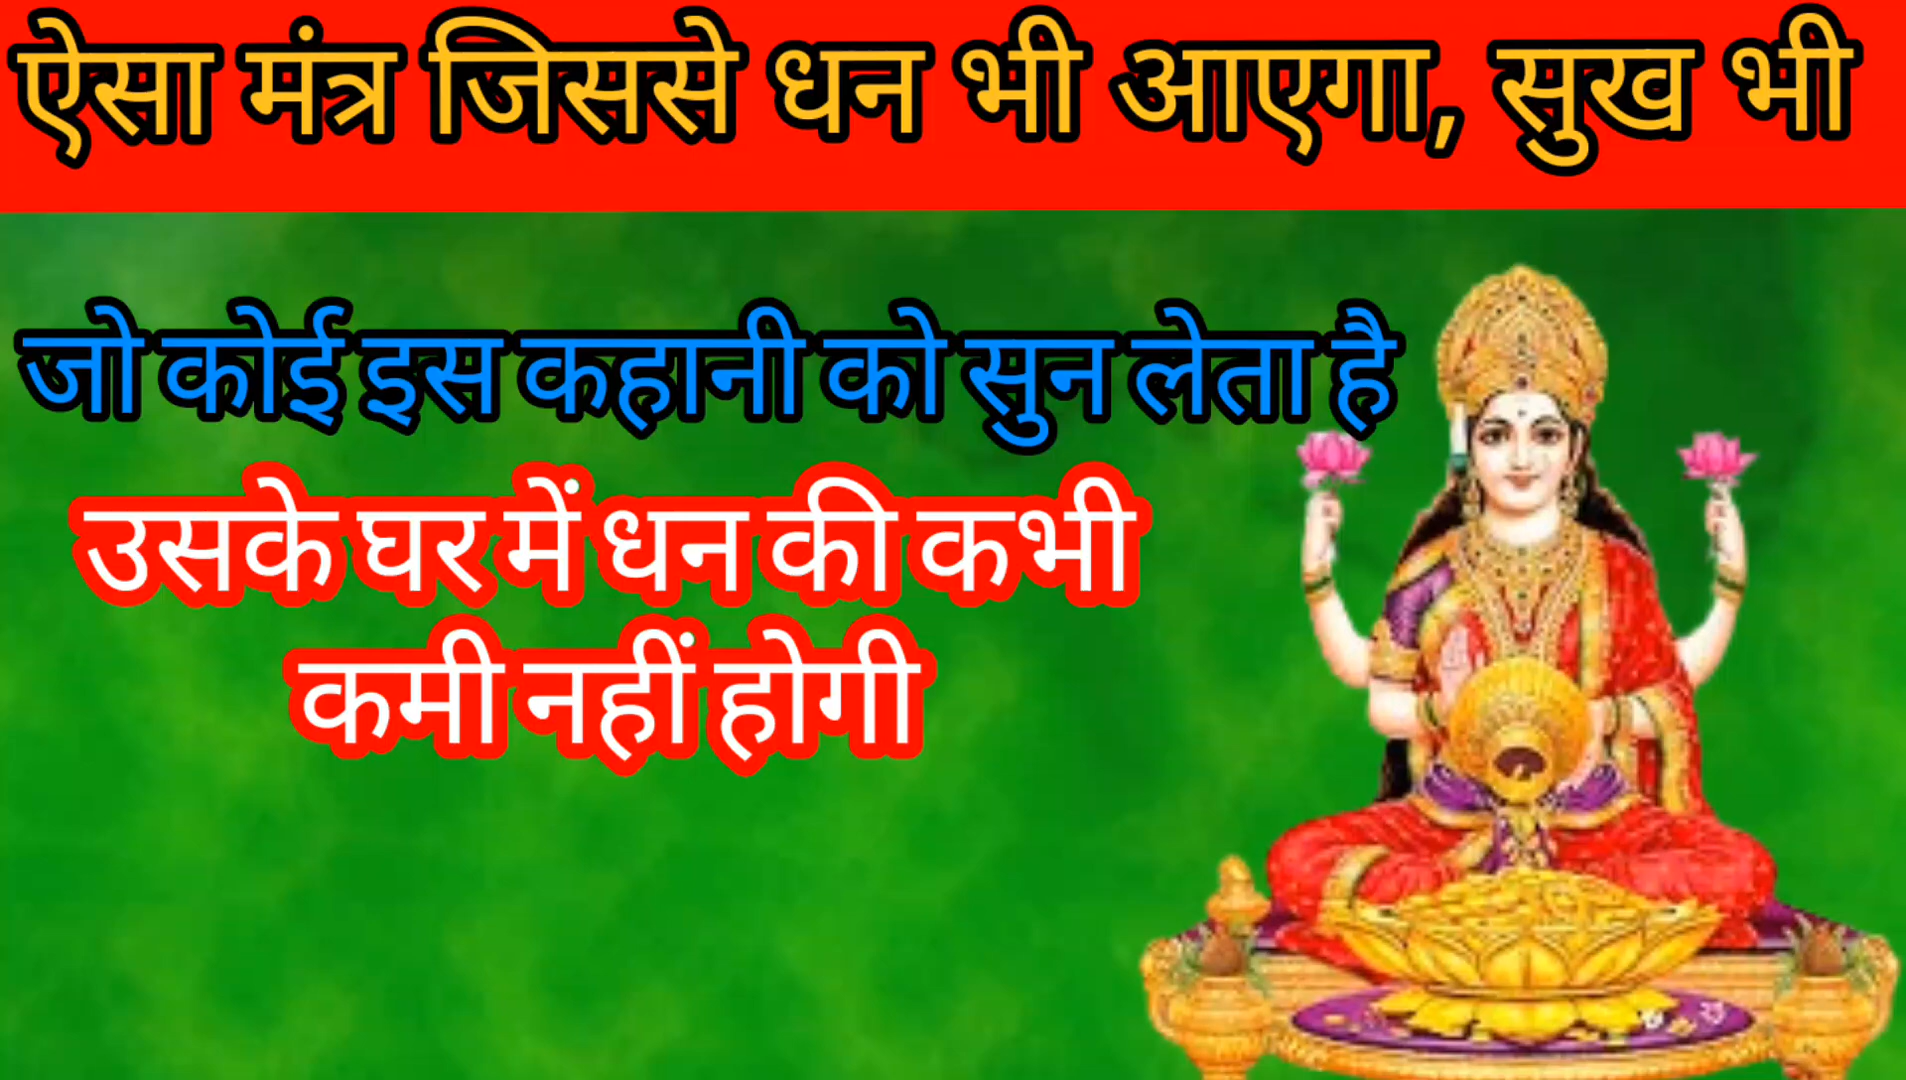 ऐसा मंत्र जिससे धन भी आएगा, सुख भी
जो कोई इस कहानी को सुन लेता है
उसके घर में धन की कभी
कमी नहीं होगी